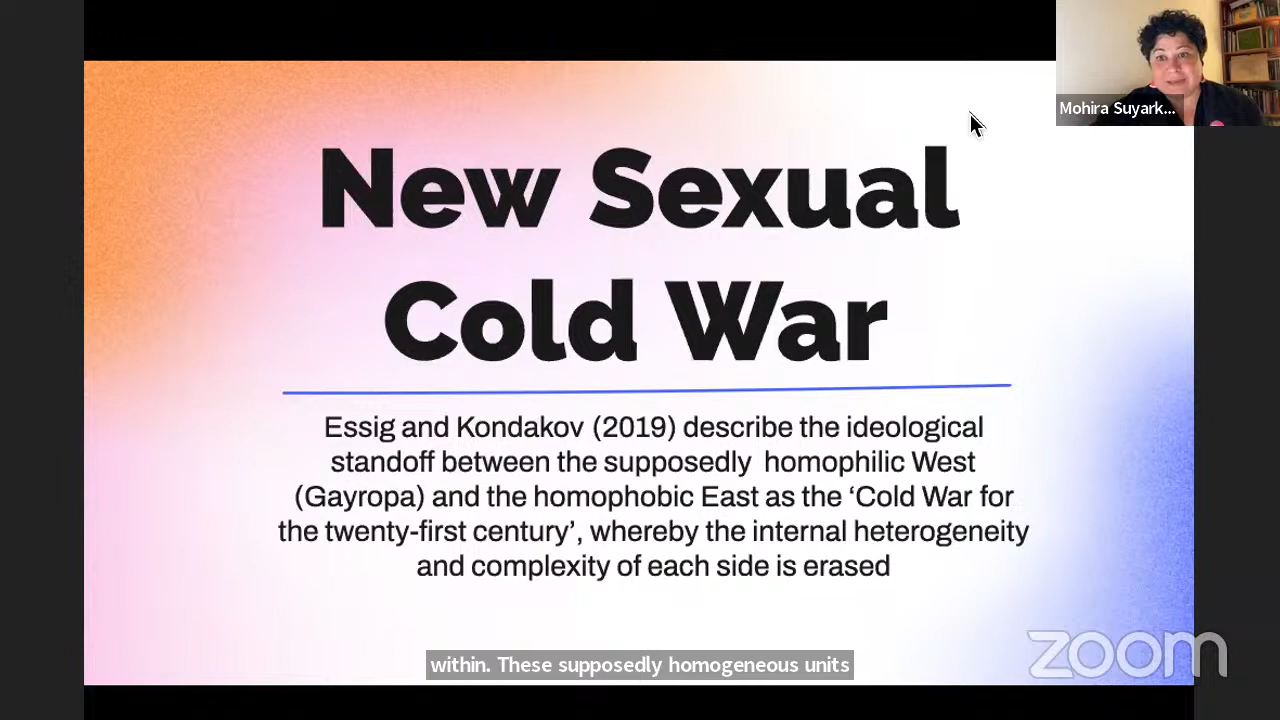 Mohira Suyark...
New Sexual
Cold War
Essig and Kondakov (2019) describe the ideological
standoff between the supposedly homophilic West
(Gayropa) and the homophobic East as the ‘Cold War for
the twenty-first century’, whereby the internal heterogeneity
and complexity of each side is erased
within. These supposedly homogeneous units
zoom